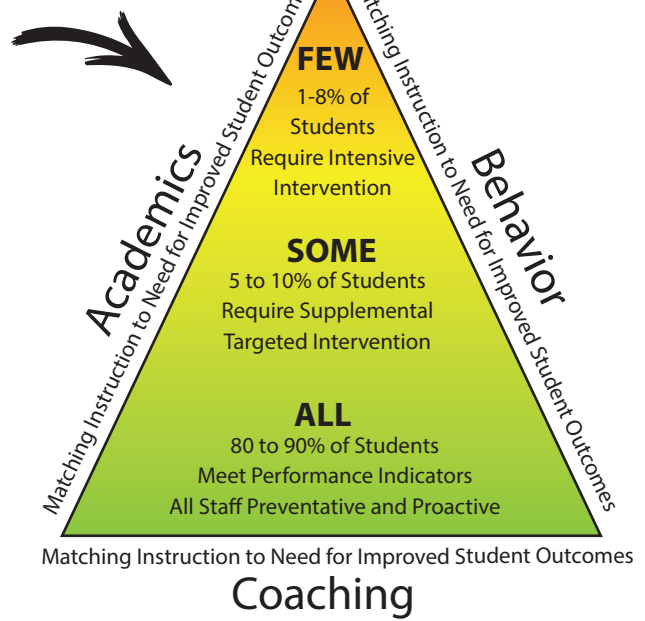 FEW
1-8% of
Students
Require Intensive
Intervention
SOME
5 to 10% of Students
Require Supplemental
Targeted Intervention
ALL
80 to 90% of Students
Meet Performance Indicators
All Staff Preventative and Proactive
Academics
Matching Instruction to Need for Improved Student
Behavior
Instruction to Need for Improved Student Outcomes
Matching Instruction to Need for Improved Student Outcomes
Coaching